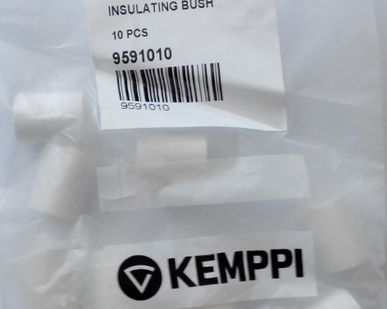 INSULATING BUSH
10 PCS
9591010
9591010
KEMPPI